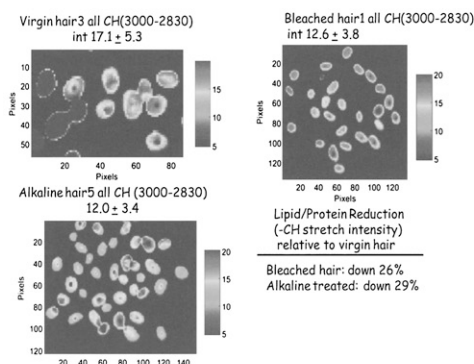 Virgin hair3 all CH(3000-2830)
int 17.1 ± 5.3
10
20
30
40
50
Pixels
20 40 60 80
Pixels
15
10
5
Bleached hair1 all CH(3000-2830)
int 12.6 ± 3.8
20
40
60
80
100
120
Pixels
20 40 60 80 100 120
Pixels
20
15
10
5
Alkaline hair5 all CH (3000-2830)
12.0 ± 3.4
20
40
60
80
100
120
Pixels
20 40 60 80 100 120 140
20
15
10
5
Lipid/Protein Reduction
(-CH stretch intensity)
relative to virgin hair
Bleached hair: down 26%
Alkaline treated: down 29%